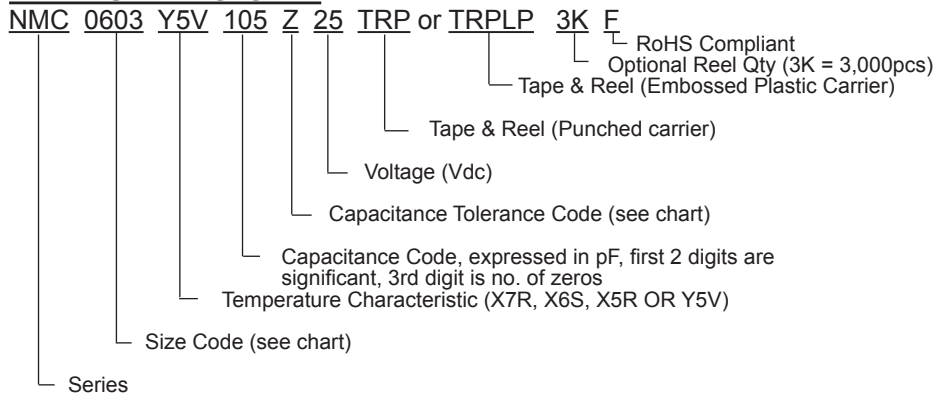 NMC 0603 Y5V 105 Z 25 TRP or TRPLP 3K F
RoHS Compliant
Optional Reel Qty (3K = 3,000pcs)
Tape & Reel (Embossed Plastic Carrier)
Tape & Reel (Punched carrier)
Voltage (Vdc)
Capacitance Tolerance Code (see chart)
Capacitance Code, expressed in pF, first 2 digits are
significant, 3rd digit is no. of zeros
Temperature Characteristic (X7R, X6S, X5R OR Y5V)
Size Code (see chart)
Series